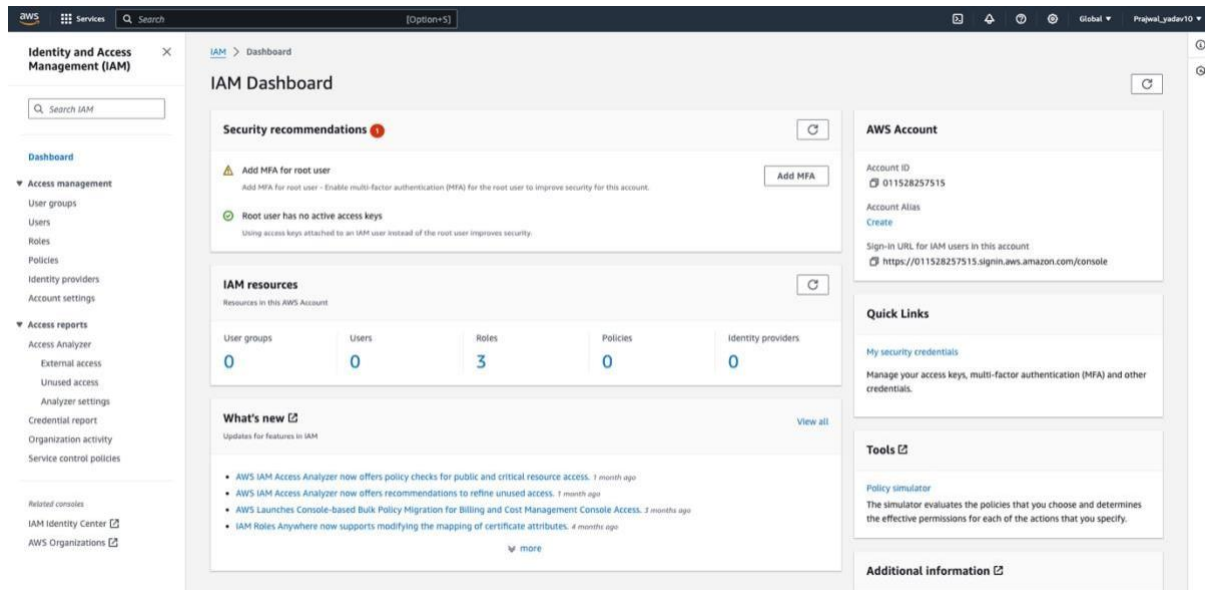 aws Services Search [Option+S] Global Prajwal_yadav10
Identity and Access
Management (IAM)
Search IAM
Dashboard
Access management
User groups
Users
Roles
Policies
Identity providers
Account settings
Access reports
Access Analyzer
External access
Unused access
Analyzer settings
Credential report
Organization activity
Service control policies
Related consoles
IAM Identity Center
AWS Organizations
IAM > Dashboard
IAM Dashboard
Security recommendations 1
Add MFA for root user
Add MFA for root user - Enable multi-factor authentication (MFA) for the root user to improve security for this account.
Add MFA
Root user has no active access keys
Using access keys attached to an IAM user instead of the root user improves security.
IAM resources
Resources in this AWS Account
User groups Users Roles Policies Identity providers
0 0 3 0 0
What's new View all
Updates for features in IAM
AWS IAM Access Analyzer now offers policy checks for public and critical resource access. 1 month ago
AWS IAM Access Analyzer now offers recommendations to refine unused access. 1 month ago
AWS Launches Console-based Bulk Policy Migration for Billing and Cost Management Console Access. 3 months ago
IAM Roles Anywhere now supports modifying the mapping of certificate attributes. 4 months ago
more
AWS Account
Account ID
011528257515
Account Alias
Create
Sign-in URL for IAM users in this account
https://011528257515.signin.aws.amazon.com/console
Quick Links
My security credentials
Manage your access keys, multi-factor authentication (MFA) and other
credentials.
Tools
Policy simulator
The simulator evaluates the policies that you choose and determines
the effective permissions for each of the actions that you specify.
Additional information